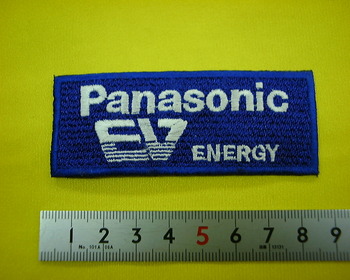 Panasonic
EV ENERGY
1 2 3 4 5 6 7 8 9